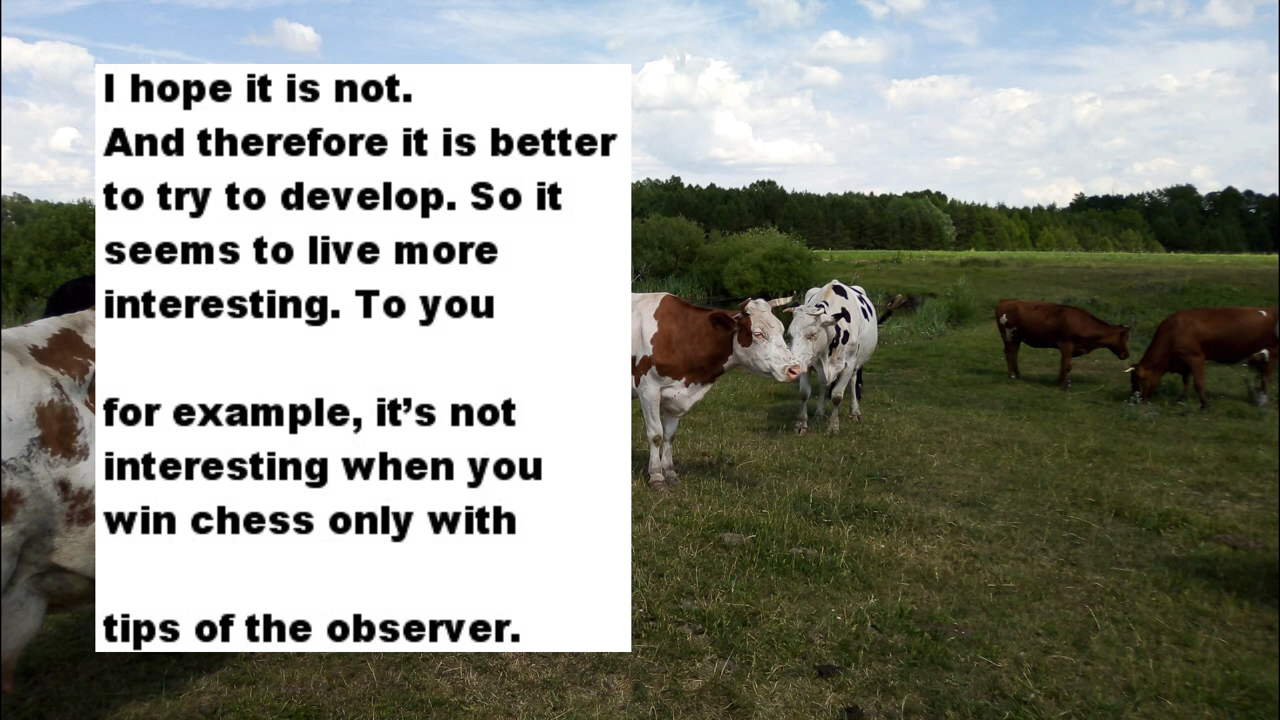 I hope it is not.
And therefore it is better
to try to develop. So it
seems to live more
interesting. To you
for example, it’s not
interesting when you
win chess only with
tips of the observer.